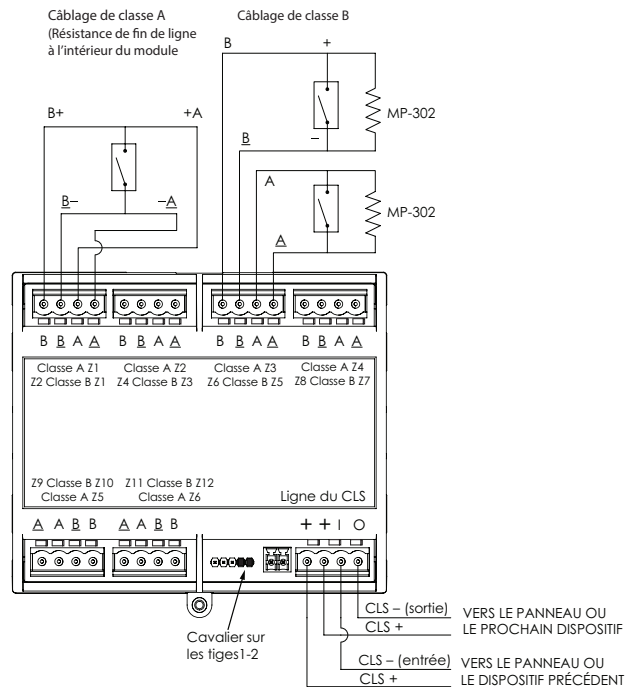 Câblage de classe A
(Résistance de fin de ligne
à l'intérieur du module
Câblage de classe B
B
+
MP-302
B
–
A
MP-302
A
B+
+A
B–
–A
B B A A
B B A A
B B A A
B B A A
Classe A Z1
Z2 Classe B Z1
Classe A Z2
Z4 Classe B Z3
Classe A Z3
Z6 Classe B Z5
Classe A Z4
Z8 Classe B Z7
Z9 Classe B Z10
Classe A Z5
Z11 Classe B Z12
Classe A Z6
Ligne du CLS
A A B B
A A B B
+ + I O
Cavalier sur
les tiges1-2
CLS – (sortie)
CLS +
VERS LE PANNEAU OU
LE PROCHAIN DISPOSITIF
CLS – (entrée)
CLS +
VERS LE PANNEAU OU
LE DISPOSITIF PRÉCÉDENT